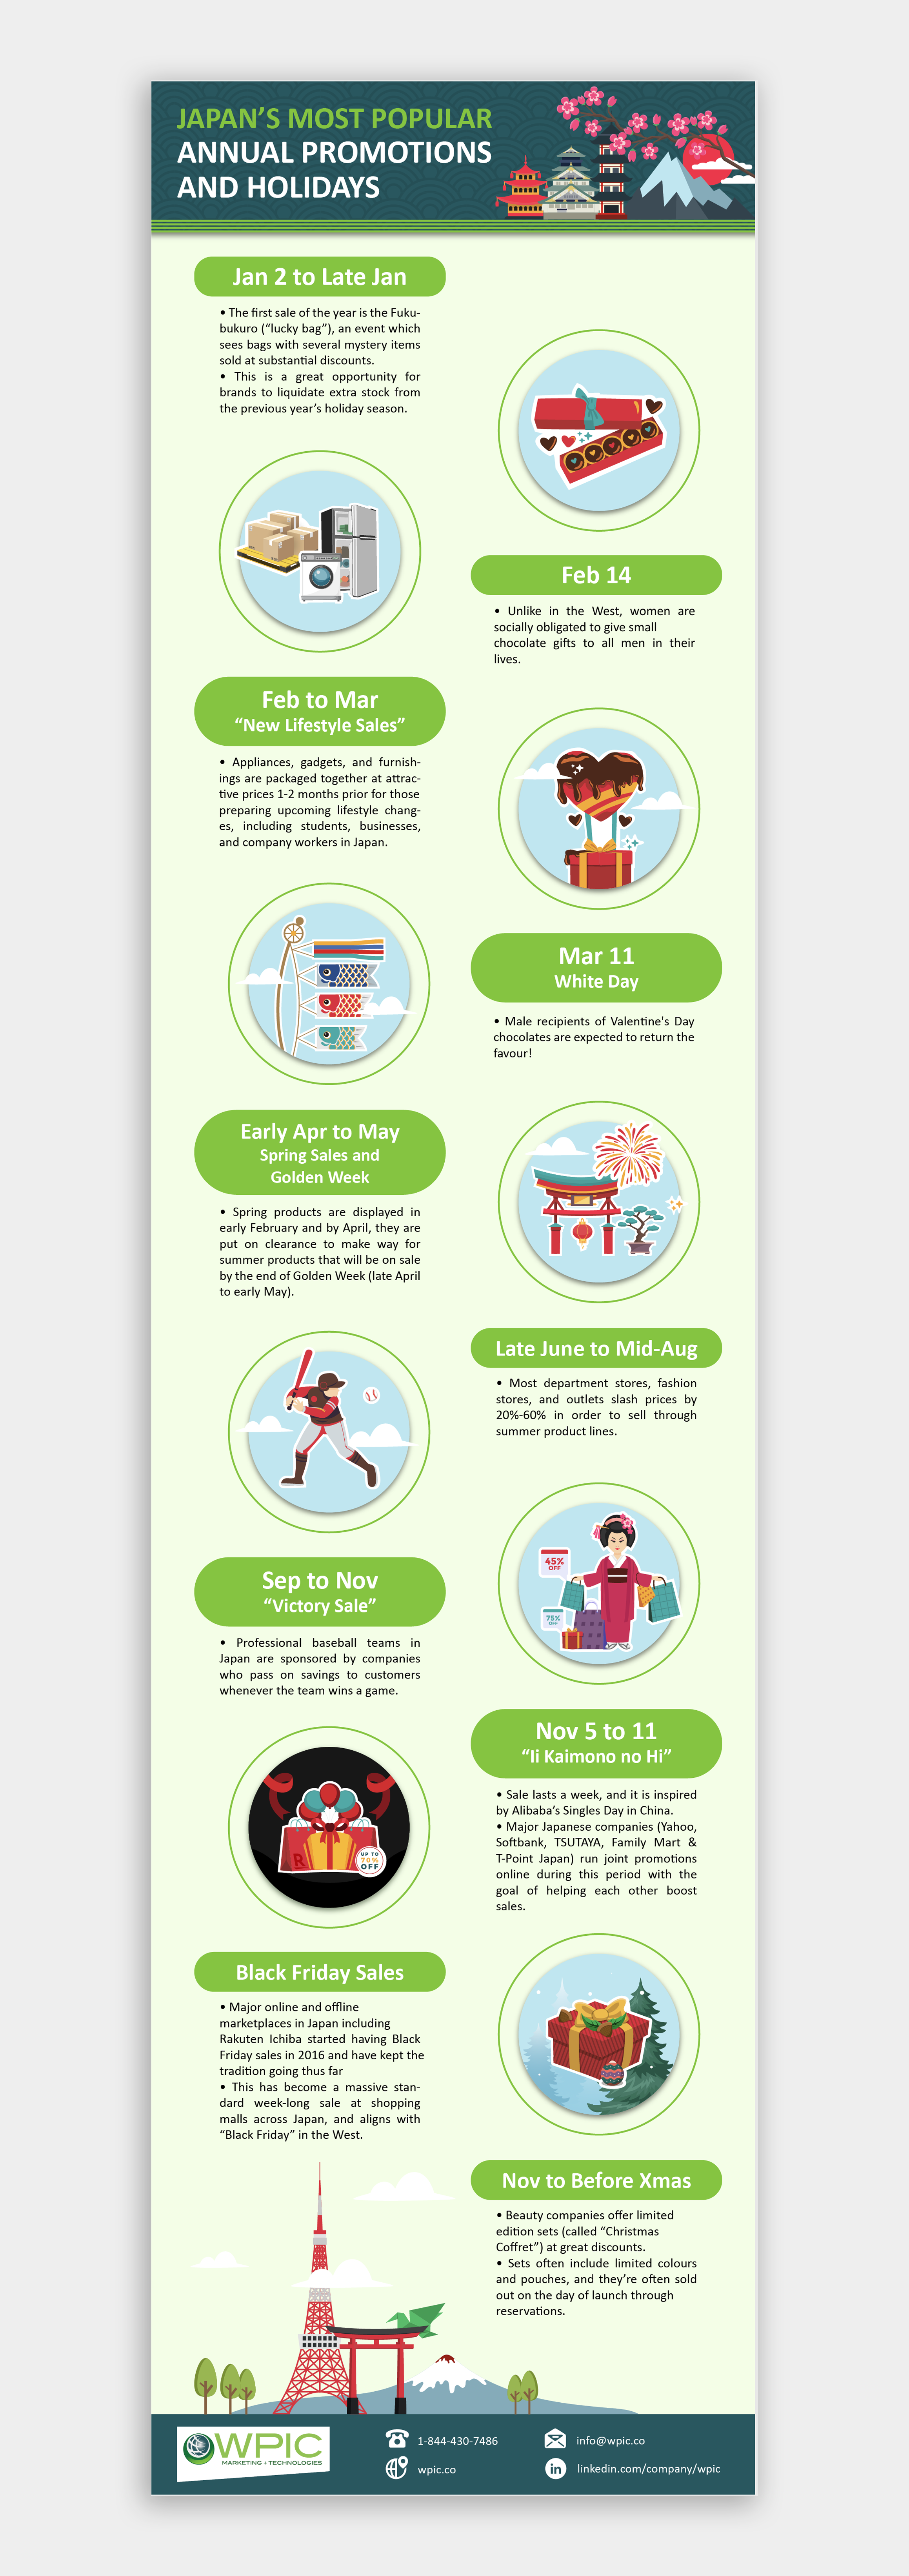 JAPAN’S MOST POPULAR
ANNUAL PROMOTIONS
AND HOLIDAYS
Jan 2 to Late Jan
• The first sale of the year is the Fuku-
bukuro (“lucky bag”), an event which
sees bags with several mystery items
sold at substantial discounts.
• This is a great opportunity for
brands to liquidate extra stock from
the previous year’s holiday season.
Feb 14
• Unlike in the West, women are
socially obligated to give small
chocolate gifts to all men in their
lives.
Feb to Mar
“New Lifestyle Sales”
• Appliances, gadgets, and furnish-
ings are packaged together at attrac-
tive prices 1-2 months prior for those
preparing upcoming lifestyle chang-
es, including students, businesses,
and company workers in Japan.
Mar 11
White Day
• Male recipients of Valentine's Day
chocolates are expected to return the
favour!
Early Apr to May
Spring Sales and
Golden Week
• Spring products are displayed in
early February and by April, they are
put on clearance to make way for
summer products that will be on sale
by the end of Golden Week (late April
to early May).
Late June to Mid-Aug
• Most department stores, fashion
stores, and outlets slash prices by
20%-60% in order to sell through
summer product lines.
Sep to Nov
“Victory Sale”
• Professional baseball teams in
Japan are sponsored by companies
who pass on savings to customers
whenever the team wins a game.
45%
OFF
75%
OFF
Nov 5 to 11
“Ii Kaimono no Hi”
• Sale lasts a week, and it is inspired
by Alibaba’s Singles Day in China.
• Major Japanese companies (Yahoo,
Softbank, TSUTAYA, Family Mart &
T-Point Japan) run joint promotions
online during this period with the
goal of helping each other boost
sales.
R
UP TO
70%
OFF
Black Friday Sales
• Major online and offline
marketplaces in Japan including
Rakuten Ichiba started having Black
Friday sales in 2016 and have kept the
tradition going thus far
• This has become a massive stan-
dard week-long sale at shopping
malls across Japan, and aligns with
“Black Friday” in the West.
Nov to Before Xmas
• Beauty companies offer limited
edition sets (called “Christmas
Coffret”) at great discounts.
• Sets often include limited colours
and pouches, and they’re often sold
out on the day of launch through
reservations.
WPIC
MARKETING + TECHNOLOGIES
1-844-430-7486
info@wpic.co
wpic.co
in
linkedin.com/company/wpic